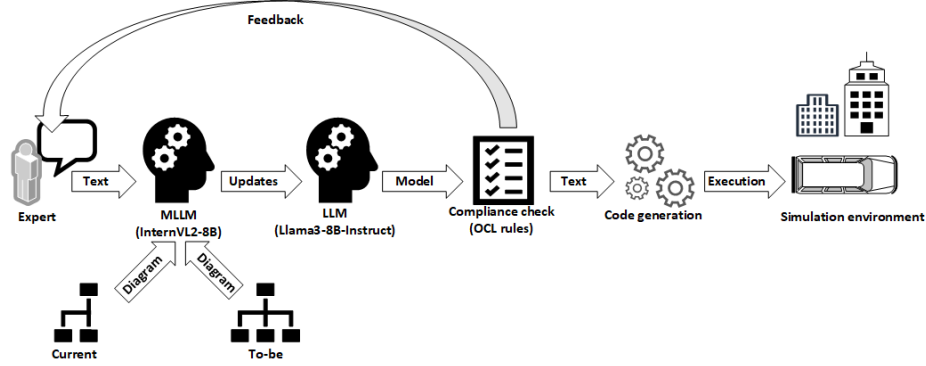 Feedback
Text
Updates
Model
Text
Execution
Expert
MLLM
(InternVL2-8B)
LLM
(Llama3-8B-Instruct)
Compliance check
(OCL rules)
Code generation
Simulation environment
Diagram
Diagram
Current
To-be